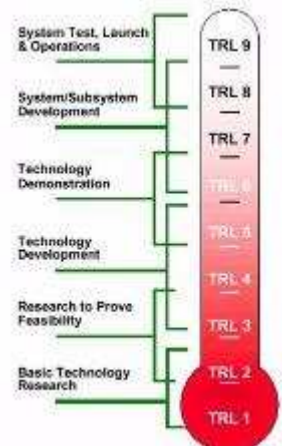 System Test, Launch
& Operations
System/Subsystem
Development
Technology
Demonstration
Technology
Development
Research to Prove
Feasibility
Basic Technology
Research
TRL 9
TRL 8
TRL 7
TRL 6
TRL 5
TRL 4
TRL 3
TRL 2
TRL 1